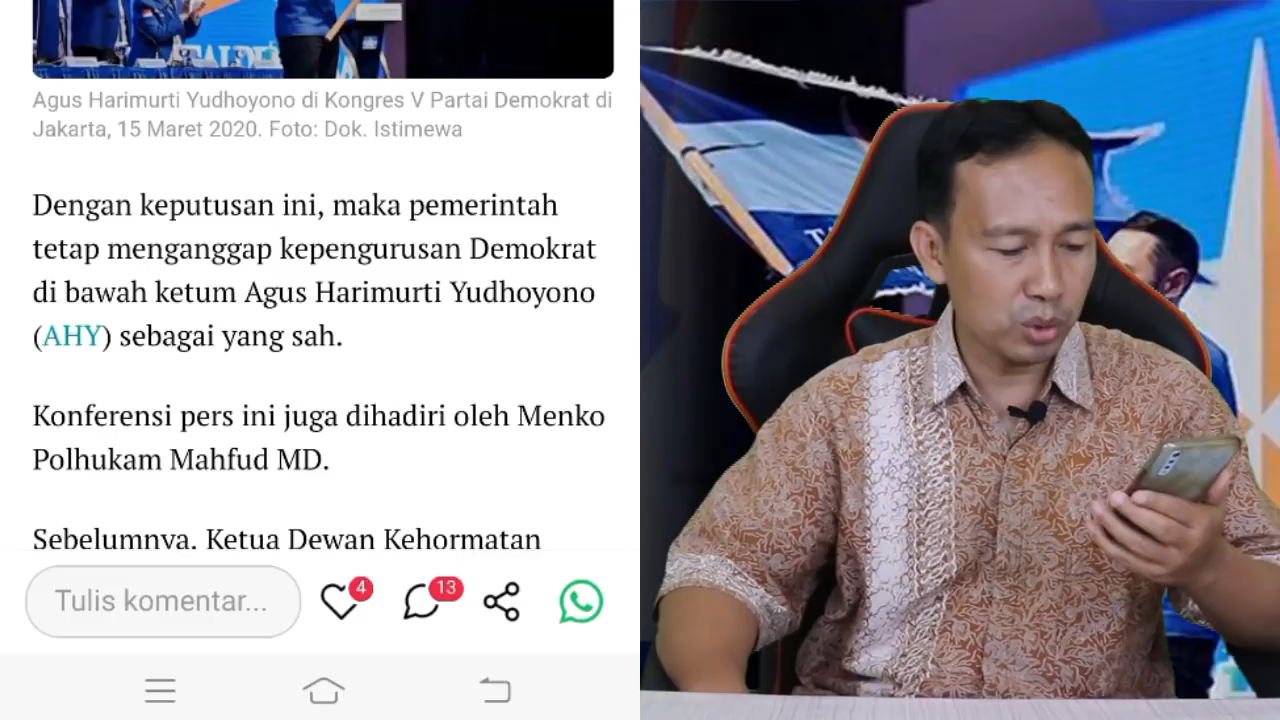 Agus Harimurti Yudhoyono di Kongres V Partai Demokrat di
Jakarta, 15 Maret 2020. Foto: Dok. Istimewa
Dengan keputusan ini, maka pemerintah
tetap menganggap kepengurusan Demokrat
di bawah ketum Agus Harimurti Yudhoyono
(AHY) sebagai yang sah.
Konferensi pers ini juga dihadiri oleh Menko
Polhukam Mahfud MD.
Sebelumnya, Ketua Dewan Kehormatan
Tulis komentar...
4
13